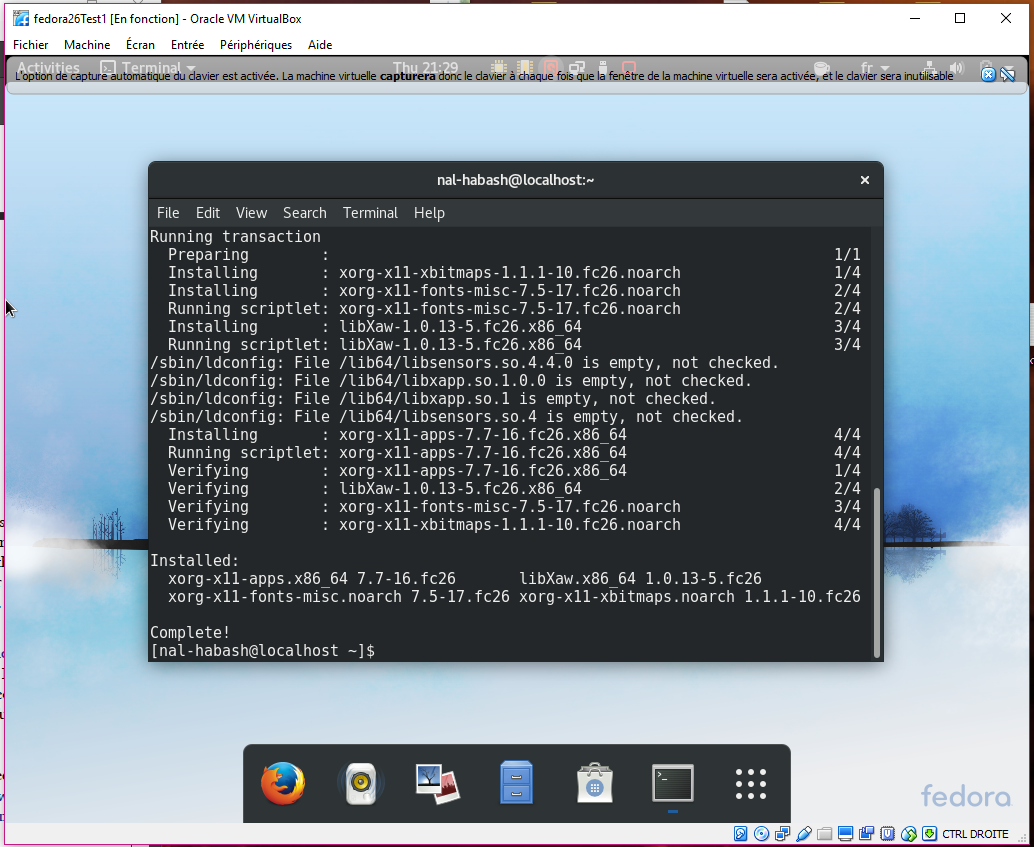 fedora26Test1 [En fonction] - Oracle VM VirtualBox
Fichier Machine Écran Entrée Périphériques Aide
Activities Terminal Thu 21:29 fr
L'option de capture automatique du clavier est activée. La machine virtuelle capturera donc le clavier à chaque fois que la fenêtre de la machine virtuelle sera activée, et le clavier sera inutilisable
nal-habash@localhost:~
File Edit View Search Terminal Help
Running transaction
Preparing : 1/1
Installing : xorg-x11-xbitmaps-1.1.1-10.fc26.noarch 1/4
Installing : xorg-x11-fonts-misc-7.5-17.fc26.noarch 2/4
Running scriptlet: xorg-x11-fonts-misc-7.5-17.fc26.noarch 2/4
Installing : libXaw-1.0.13-5.fc26.x86_64 3/4
Running scriptlet: libXaw-1.0.13-5.fc26.x86_64 3/4
/sbin/ldconfig: File /lib64/libsensors.so.4.4.0 is empty, not checked.
/sbin/ldconfig: File /lib64/libxapp.so.1.0.0 is empty, not checked.
/sbin/ldconfig: File /lib64/libxapp.so.1 is empty, not checked.
/sbin/ldconfig: File /lib64/libsensors.so.4 is empty, not checked.
Installing : xorg-x11-apps-7.7-16.fc26.x86_64 4/4
Running scriptlet: xorg-x11-apps-7.7-16.fc26.x86_64 4/4
Verifying : xorg-x11-apps-7.7-16.fc26.x86_64 1/4
Verifying : libXaw-1.0.13-5.fc26.x86_64 2/4
Verifying : xorg-x11-fonts-misc-7.5-17.fc26.noarch 3/4
Verifying : xorg-x11-xbitmaps-1.1.1-10.fc26.noarch 4/4
Installed:
xorg-x11-apps.x86_64 7.7-16.fc26 libXaw.x86_64 1.0.13-5.fc26
xorg-x11-fonts-misc.noarch 7.5-17.fc26 xorg-x11-xbitmaps.noarch 1.1.1-10.fc26
Complete!
[nal-habash@localhost ~]$
fedora
CTRL DROITE